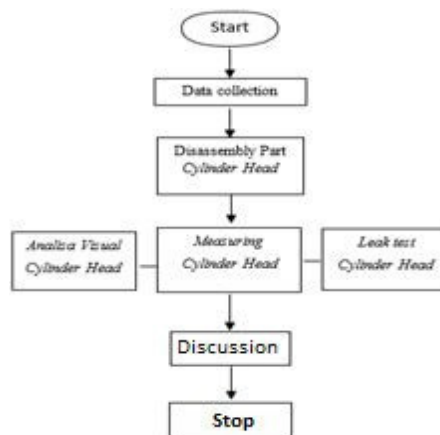 Start
Data collection
Disassembly Part
Cylinder Head
Analisa Visual
Cylinder Head
Measuring
Cylinder Head
Leak test
Cylinder Head
Discussion
Stop